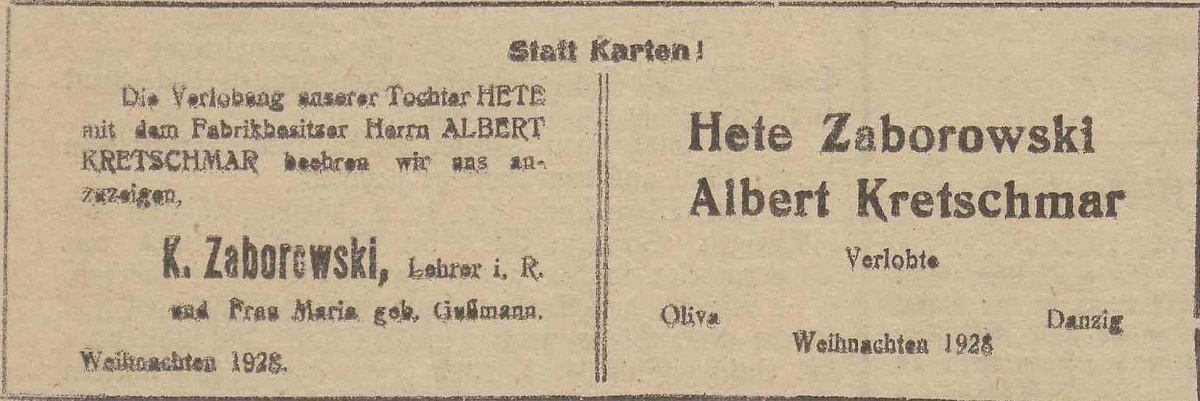 Statt Karten!
Die Verlobung unserer Tochter HETE
mit dem Fabrikbesitzer Herrn ALBERT
KRETSCHMAR beehren wir uns an-
zuzeigen,
K. Zaborowski, Lehrer i. R.
und Frau Maria geb. Gußmann.
Weihnachten 1928.
Hete Zaborowski
Albert Kretschmar
Verlobte
Oliva Danzig
Weihnachten 1928